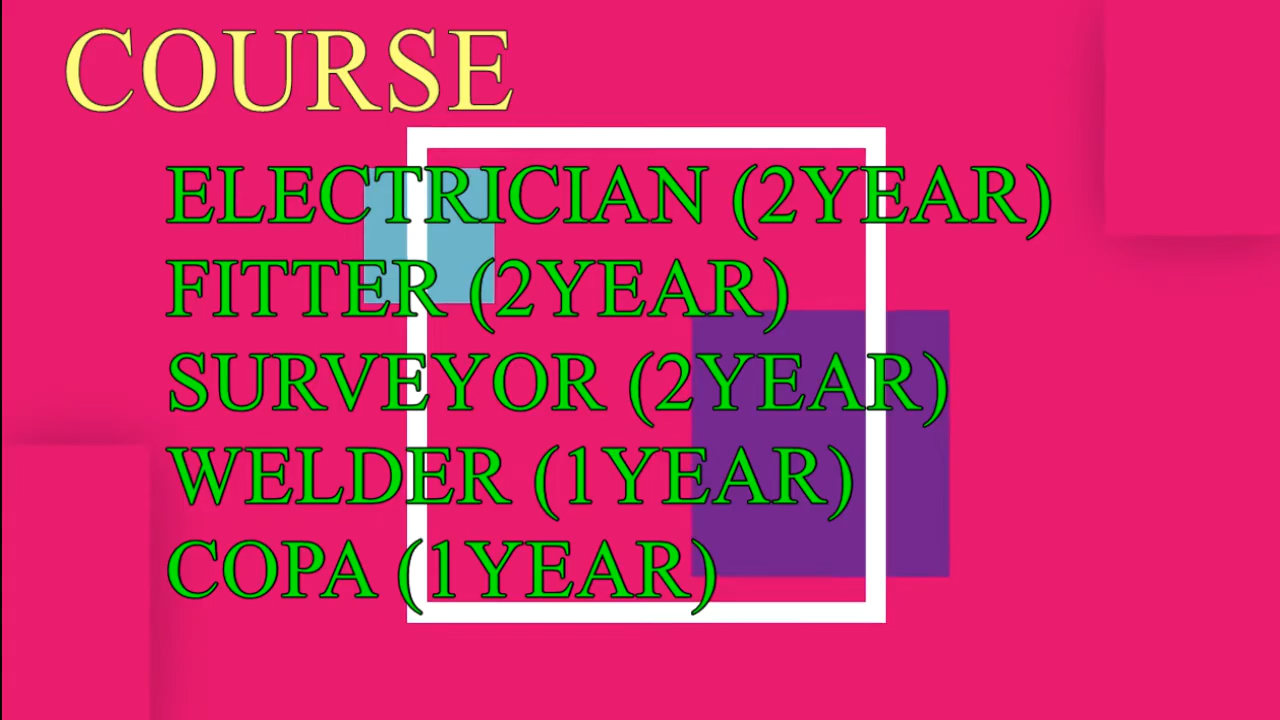 COURSE
ELECTRICIAN (2YEAR)
FITTER (2YEAR)
SURVEYOR (2YEAR)
WELDER (1YEAR)
COPA (1YEAR)